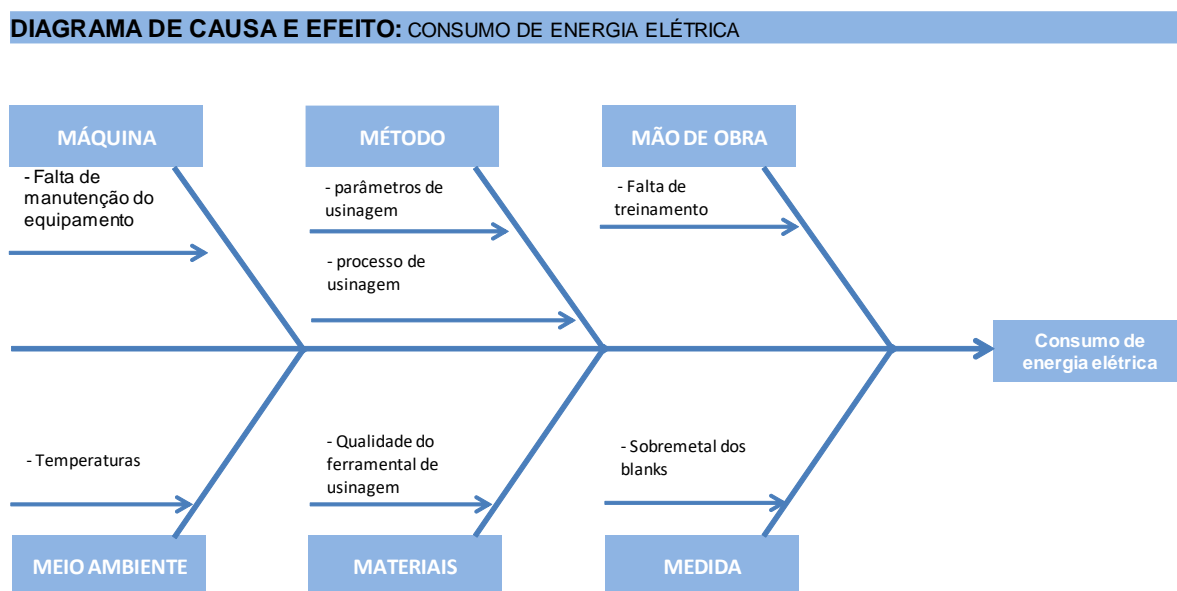 DIAGRAMA DE CAUSA E EFEITO: CONSUMO DE ENERGIA ELÉTRICA
MÁQUINA
MÉTODO
MÃO DE OBRA
- Falta de
manutenção do
equipamento
- parâmetros de
usinagem
- processo de
usinagem
- Falta de
treinamento
Consumo de
energia elétrica
- Temperaturas
- Qualidade do
ferramental de
usinagem
- Sobremetal dos
blanks
MEIO AMBIENTE
MATERIAIS
MEDIDA